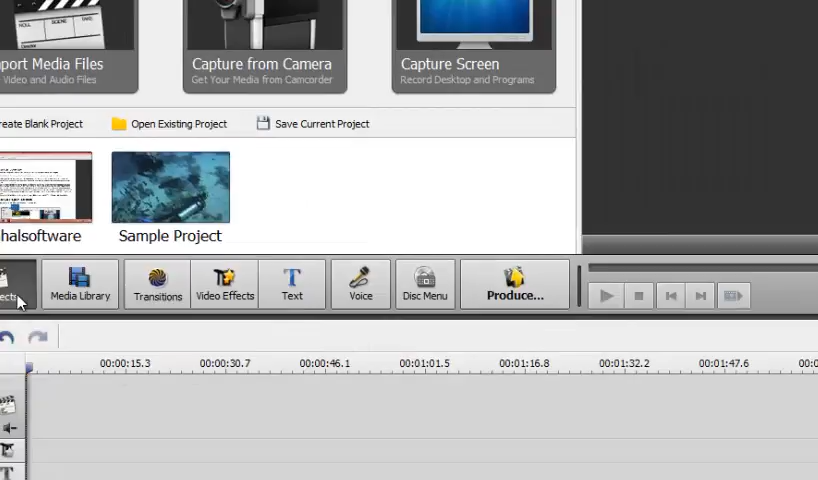 port Media Files
Video and Audio Files
Capture from Camera
Get Your Media from Camcorder
Capture Screen
Record Desktop and Programs
reate Blank Project
Open Existing Project
Save Current Project
halsoftware
Sample Project
ects
Media Library
Transitions
Video Effects
Text
Voice
Disc Menu
Produce...
00:00:15.3
00:00:30.7
00:00:46.1
00:01:01.5
00:01:16.8
00:01:32.2
00:01:47.6
00:0